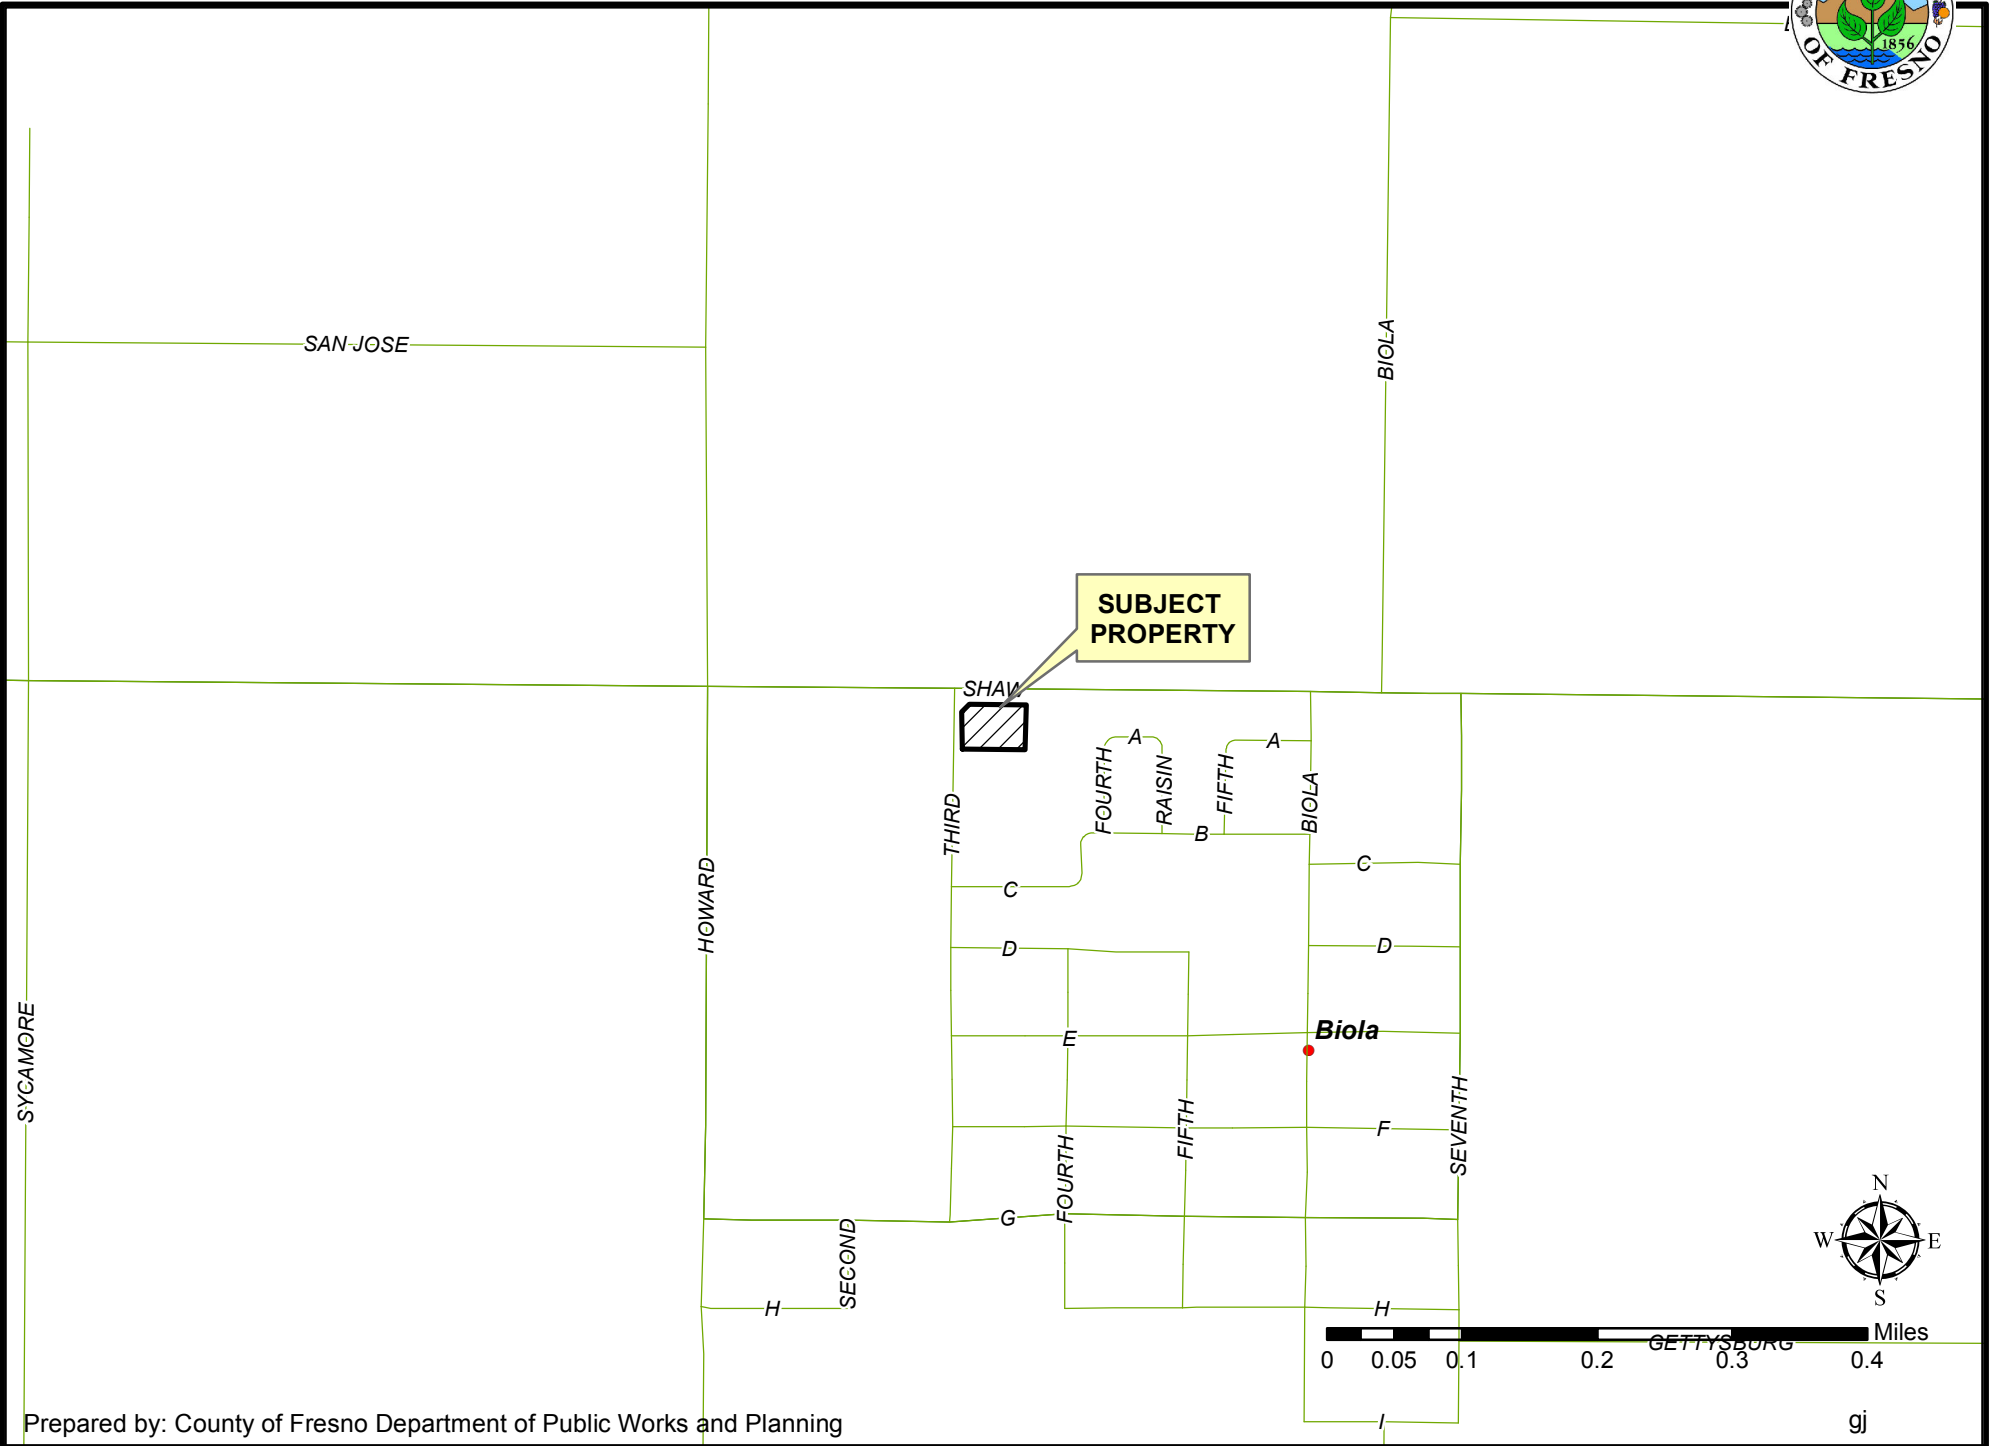 1856
OF FRESNO
SAN JOSE
BIOLA
SUBJECT
PROPERTY
SHAW
A
A
FOURTH
RAISIN
FIFTH
BIOLA
THIRD
B
C
C
HOWARD
D
D
Biola
E
SYCAMORE
F
FIFTH
SEVENTH
FOURTH
G
SECOND
N
W
E
S
H
H
Miles
GETTYSBURG
0 0.05 0.1 0.2 0.3 0.4
I
Prepared by: County of Fresno Department of Public Works and Planning
gj